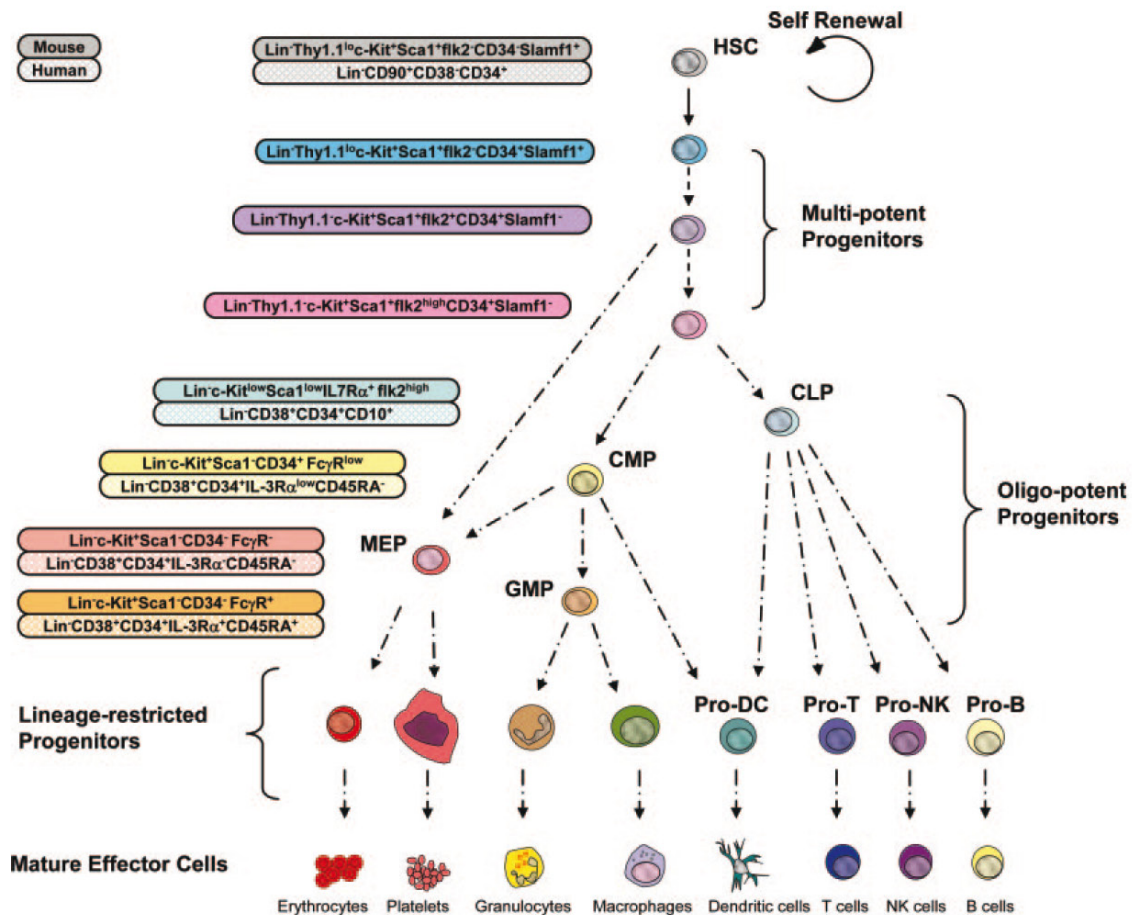 Self Renewal
Mouse
Human
Lin⁻Thy1.1ˡᵒc-Kit⁺Sca1⁺flk2⁻CD34⁻Slamf1⁺
Lin⁻CD90⁺CD38⁻CD34⁺
HSC
Lin⁻Thy1.1ˡᵒc-Kit⁺Sca1⁺flk2⁻CD34⁺Slamf1⁺
Lin⁻Thy1.1⁻c-Kit⁺Sca1⁺flk2⁺CD34⁺Slamf1⁻
Multi-potent
Progenitors
Lin⁻Thy1.1⁻c-Kit⁺Sca1⁺flk2ʰⁱᵍʰCD34⁺Slamf1⁻
Lin⁻c-KitˡᵒʷSca1ˡᵒʷIL7Rα⁺ flk2ʰⁱᵍʰ
Lin⁻CD38⁺CD34⁺CD10⁺
CLP
Lin⁻c-Kit⁺Sca1⁻CD34⁺ FcγRˡᵒʷ
Lin⁻CD38⁺CD34⁺IL-3RαˡᵒʷCD45RA⁻
CMP
Oligo-potent
Progenitors
Lin⁻c-Kit⁺Sca1⁻CD34⁻ FcγR⁻
Lin⁻CD38⁺CD34⁺IL-3Rα⁻CD45RA⁻
MEP
Lin⁻c-Kit⁺Sca1⁻CD34⁻ FcγR⁺
Lin⁻CD38⁺CD34⁺IL-3Rα⁺CD45RA⁺
GMP
Lineage-restricted
Progenitors
Pro-DC Pro-T Pro-NK Pro-B
Mature Effector Cells
Erythrocytes Platelets Granulocytes Macrophages Dendritic cells T cells NK cells B cells